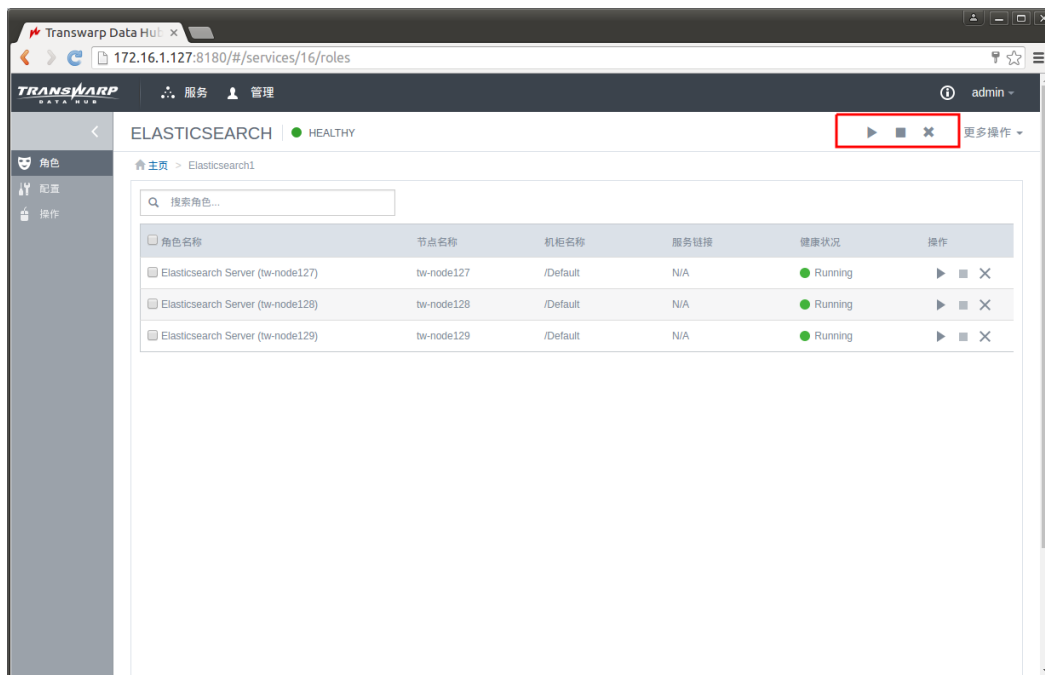 Transwarp Data Hub
172.16.1.127:8180/#/services/16/roles
TRANSWARP
DATA HUB
服务 管理 admin
ELASTICSEARCH HEALTHY 更多操作
角色
配置
操作
主页 > Elasticsearch1
搜索角色...
角色名称 节点名称 机柜名称 服务链接 健康状况 操作
Elasticsearch Server (tw-node127) tw-node127 /Default N/A Running
Elasticsearch Server (tw-node128) tw-node128 /Default N/A Running
Elasticsearch Server (tw-node129) tw-node129 /Default N/A Running